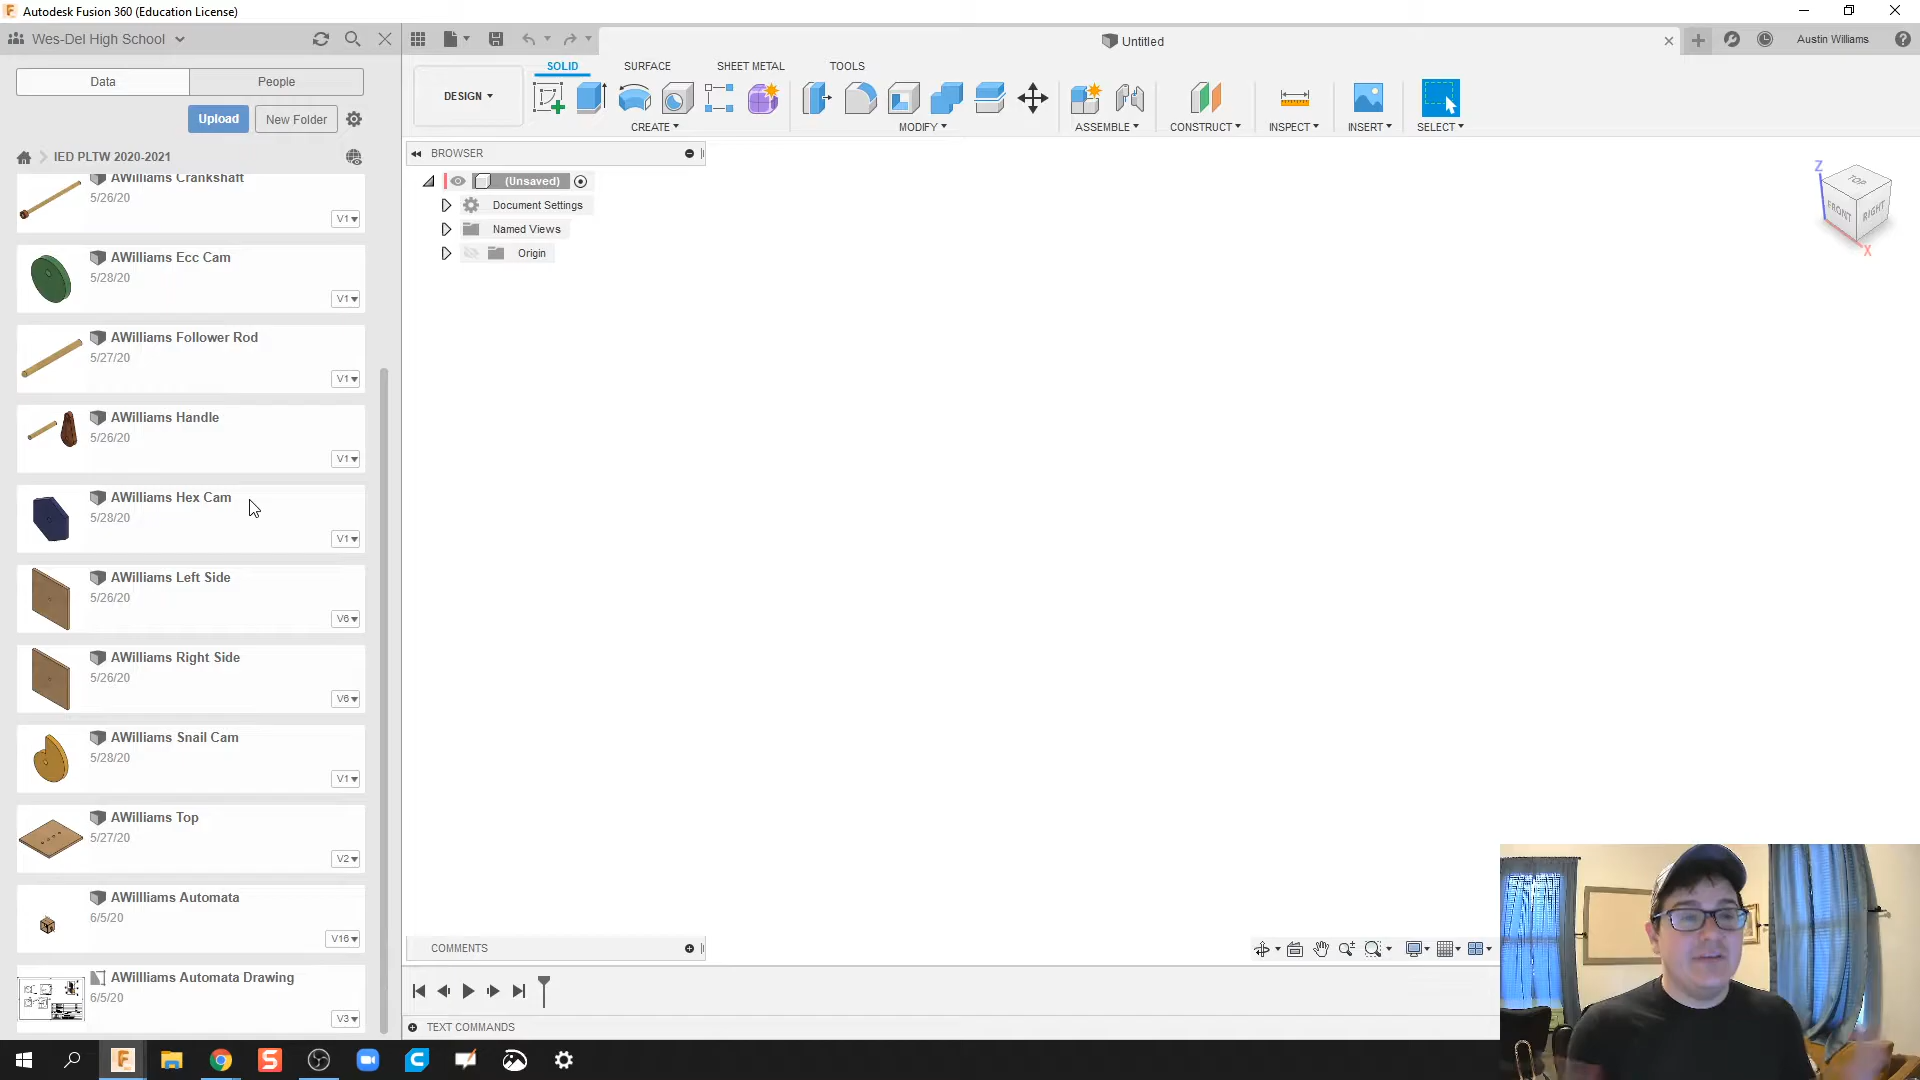 Autodesk Fusion 360 (Education License)
Wes-Del High School
Untitled
Austin Williams
Data
People
Upload
New Folder
IED PLTW 2020-2021
AWilliams Crankshaft
5/26/20
V1
AWilliams Ecc Cam
5/28/20
V1
AWilliams Follower Rod
5/27/20
V1
AWilliams Handle
5/26/20
V1
AWilliams Hex Cam
5/28/20
V1
AWilliams Left Side
5/26/20
V6
AWilliams Right Side
5/26/20
V6
AWilliams Snail Cam
5/28/20
V1
AWilliams Top
5/27/20
V2
AWilliams Automata
6/5/20
V16
AWillliams Automata Drawing
6/5/20
V3
SOLID
SURFACE
SHEET METAL
TOOLS
DESIGN
CREATE
MODIFY
ASSEMBLE
CONSTRUCT
INSPECT
INSERT
SELECT
BROWSER
(Unsaved)
Document Settings
Named Views
Origin
Z
TOP
FRONT
RIGHT
X
COMMENTS
TEXT COMMANDS